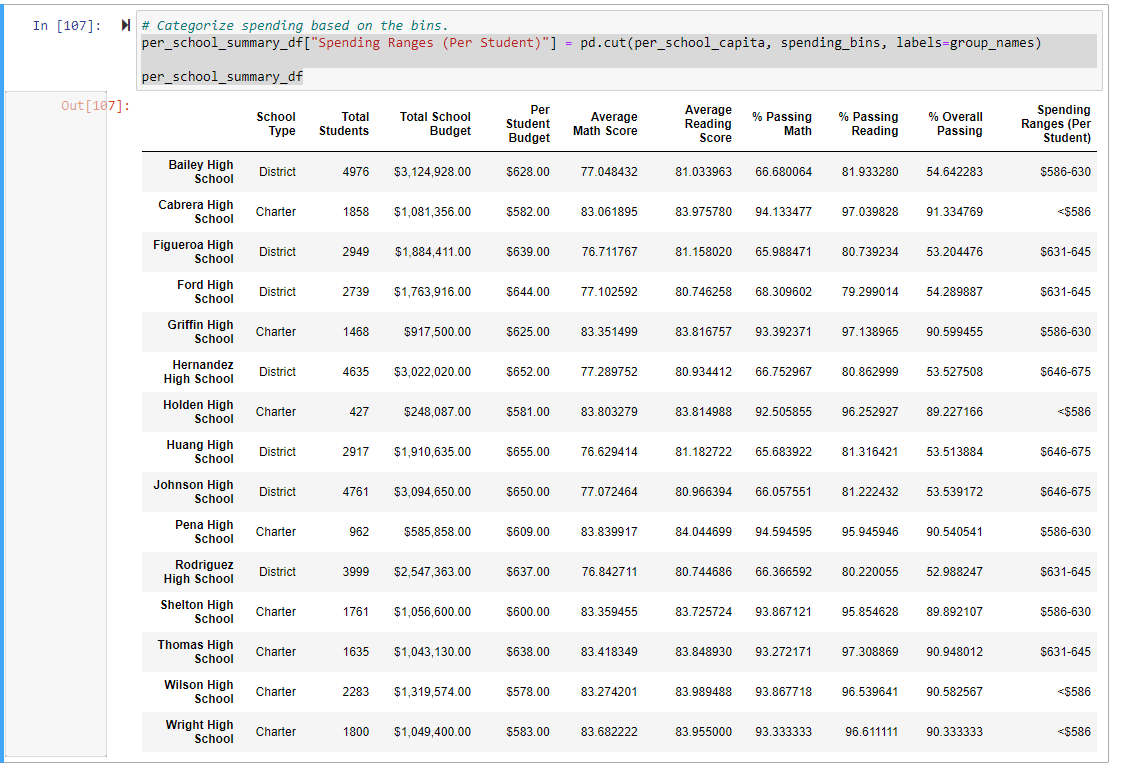 In [107]:
# Categorize spending based on the bins.
per_school_summary_df["Spending Ranges (Per Student)"] = pd.cut(per_school_capita, spending_bins, labels=group_names)
per_school_summary_df
Out[107]:
School Type Total Students Total School Budget Per Student Budget Average Math Score Average Reading Score % Passing Math % Passing Reading % Overall Passing Spending Ranges (Per Student)
Bailey High School District 4976 $3,124,928.00 $628.00 77.048432 81.033963 66.680064 81.933280 54.642283 $586-630
Cabrera High School Charter 1858 $1,081,356.00 $582.00 83.061895 83.975780 94.133477 97.039828 91.334769 <$586
Figueroa High School District 2949 $1,884,411.00 $639.00 76.711767 81.158020 65.988471 80.739234 53.204476 $631-645
Ford High School District 2739 $1,763,916.00 $644.00 77.102592 80.746258 68.309602 79.299014 54.289887 $631-645
Griffin High School Charter 1468 $917,500.00 $625.00 83.351499 83.816757 93.392371 97.138965 90.599455 $586-630
Hernandez High School District 4635 $3,022,020.00 $652.00 77.289752 80.934412 66.752967 80.862999 53.527508 $646-675
Holden High School Charter 427 $248,087.00 $581.00 83.803279 83.814988 92.505855 96.252927 89.227166 <$586
Huang High School District 2917 $1,910,635.00 $655.00 76.629414 81.182722 65.683922 81.316421 53.513884 $646-675
Johnson High School District 4761 $3,094,650.00 $650.00 77.072464 80.966394 66.057551 81.222432 53.539172 $646-675
Pena High School Charter 962 $585,858.00 $609.00 83.839917 84.044699 94.594595 95.945946 90.540541 $586-630
Rodriguez High School District 3999 $2,547,363.00 $637.00 76.842711 80.744686 66.366592 80.220055 52.988247 $631-645
Shelton High School Charter 1761 $1,056,600.00 $600.00 83.359455 83.725724 93.867121 95.854628 89.892107 $586-630
Thomas High School Charter 1635 $1,043,130.00 $638.00 83.418349 83.848930 93.272171 97.308869 90.948012 $631-645
Wilson High School Charter 2283 $1,319,574.00 $578.00 83.274201 83.989488 93.867718 96.539641 90.582567 <$586
Wright High School Charter 1800 $1,049,400.00 $583.00 83.682222 83.955000 93.333333 96.611111 90.333333 <$586